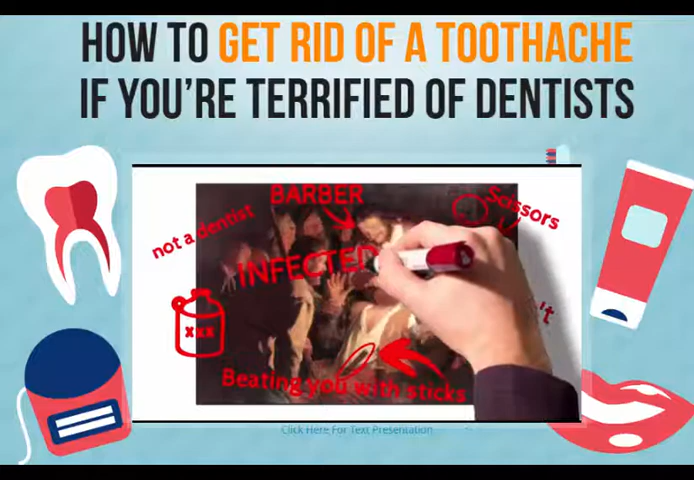 HOW TO GET RID OF A TOOTHACHE
IF YOU'RE TERRIFIED OF DENTISTS
BARBER
Scissors
not a dentist
INFECTED
xxx
Beating you with sticks
Click Here For Text Presentation